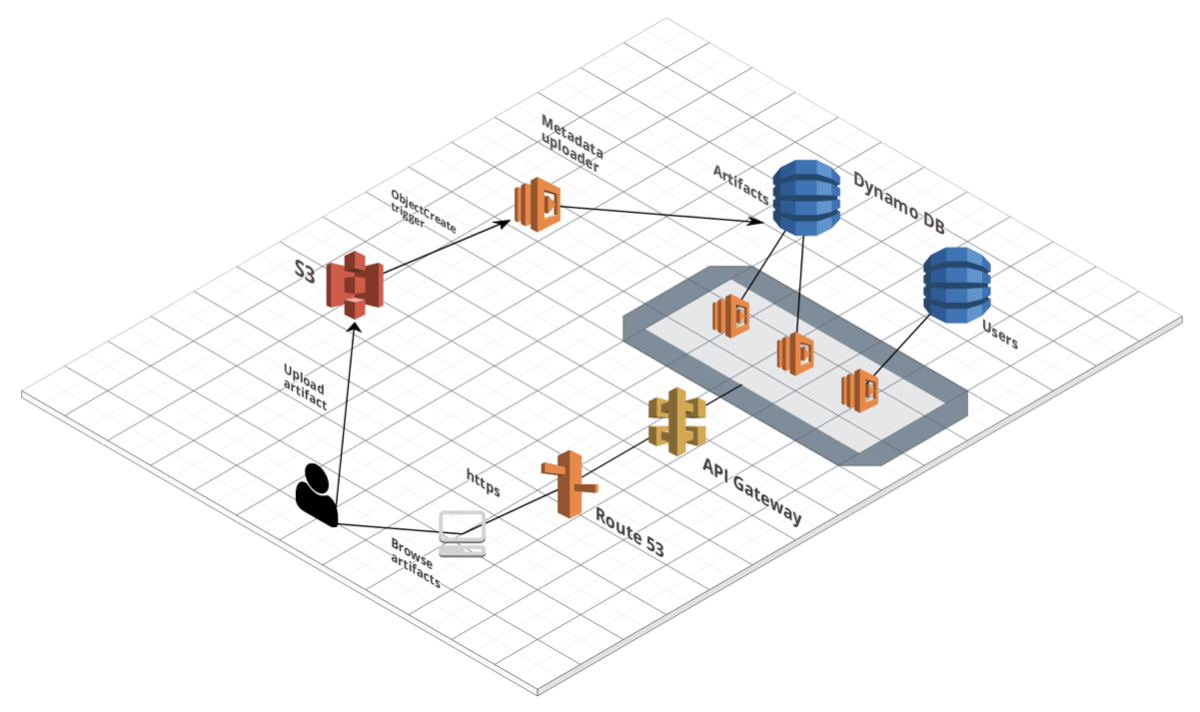 Metadata
uploader
Artifacts
Dynamo DB
ObjectCreate
trigger
S3
Users
Upload
artifact
API Gateway
https
Route 53
Browse
artifacts